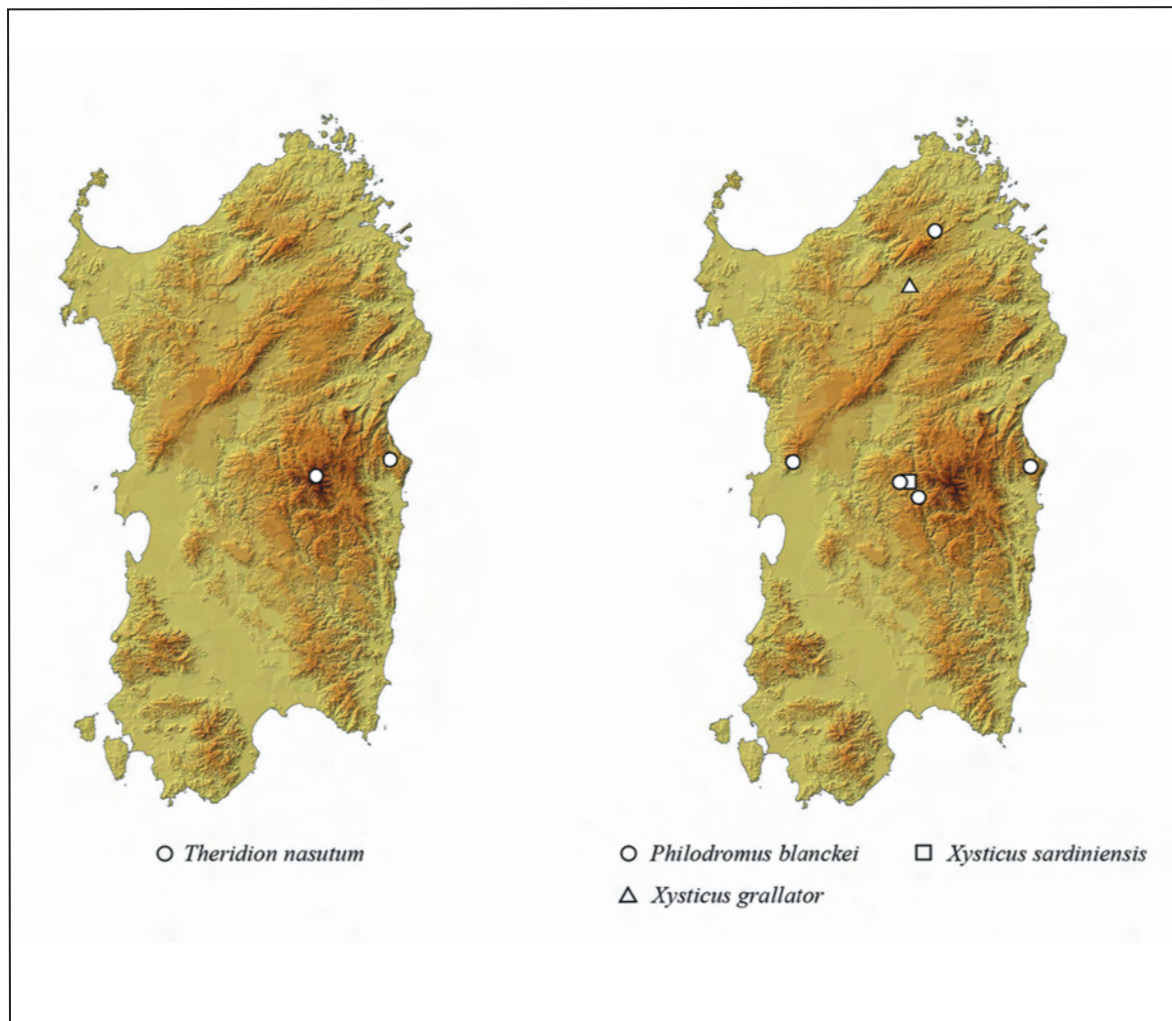 Theridion nasutum
Philodromus blanckei
Xysticus sardiniensis
Xysticus grallator